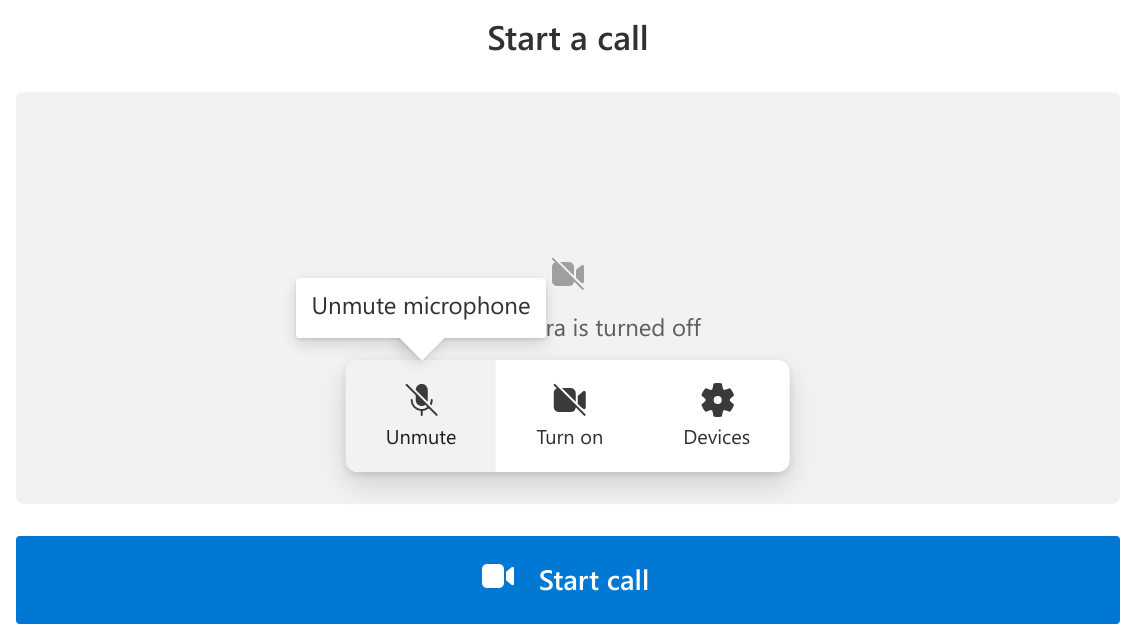 Start a call
Unmute microphone
ra is turned off
Unmute
Turn on
Devices
Start call